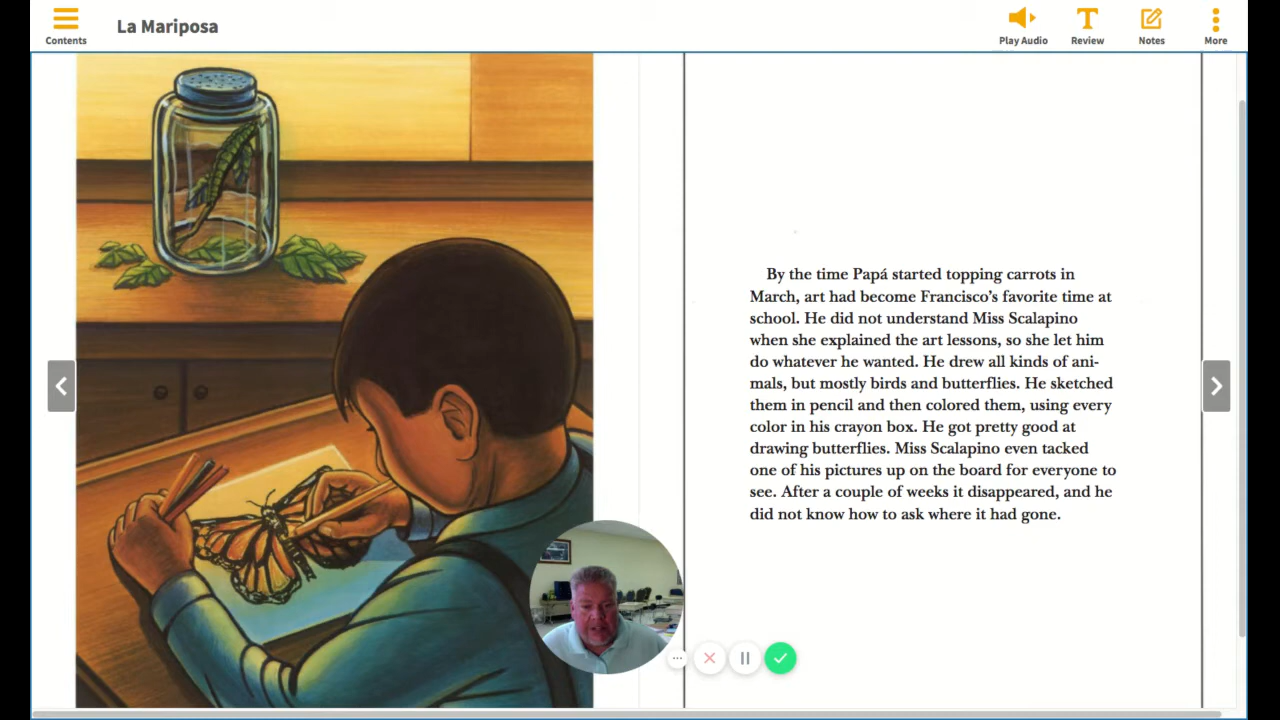 Contents
La Mariposa
Play Audio
Review
Notes
More
By the time Papá started topping carrots in
March, art had become Francisco's favorite time at
school. He did not understand Miss Scalapino
when she explained the art lessons, so she let him
do whatever he wanted. He drew all kinds of ani-
mals, but mostly birds and butterflies. He sketched
them in pencil and then colored them, using every
color in his crayon box. He got pretty good at
drawing butterflies. Miss Scalapino even tacked
one of his pictures up on the board for everyone to
see. After a couple of weeks it disappeared, and he
did not know how to ask where it had gone.